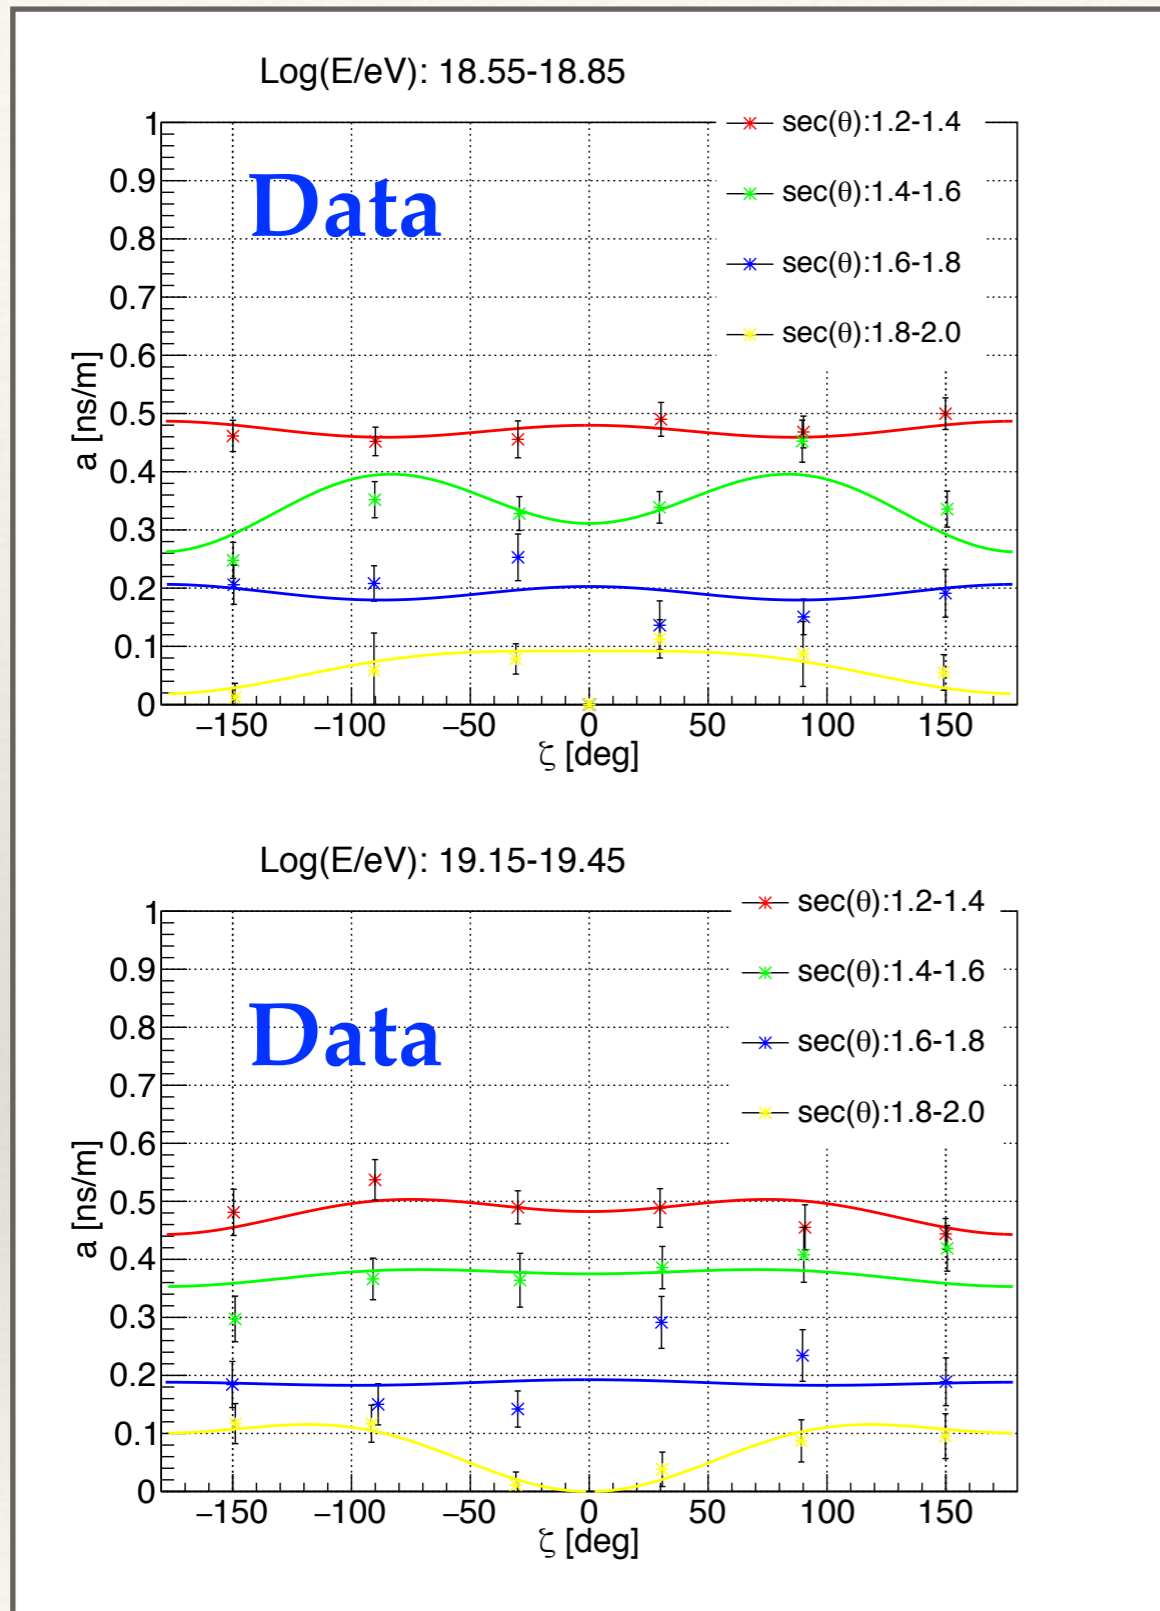 Log(E/eV): 18.55-18.85
Data
sec(θ):1.2-1.4
sec(θ):1.4-1.6
sec(θ):1.6-1.8
sec(θ):1.8-2.0
a [ns/m]
1
0.9
0.8
0.7
0.6
0.5
0.4
0.3
0.2
0.1
0
−150 −100 −50 0 50 100 150
ζ [deg]
Log(E/eV): 19.15-19.45
Data
sec(θ):1.2-1.4
sec(θ):1.4-1.6
sec(θ):1.6-1.8
sec(θ):1.8-2.0
a [ns/m]
1
0.9
0.8
0.7
0.6
0.5
0.4
0.3
0.2
0.1
0
−150 −100 −50 0 50 100 150
ζ [deg]